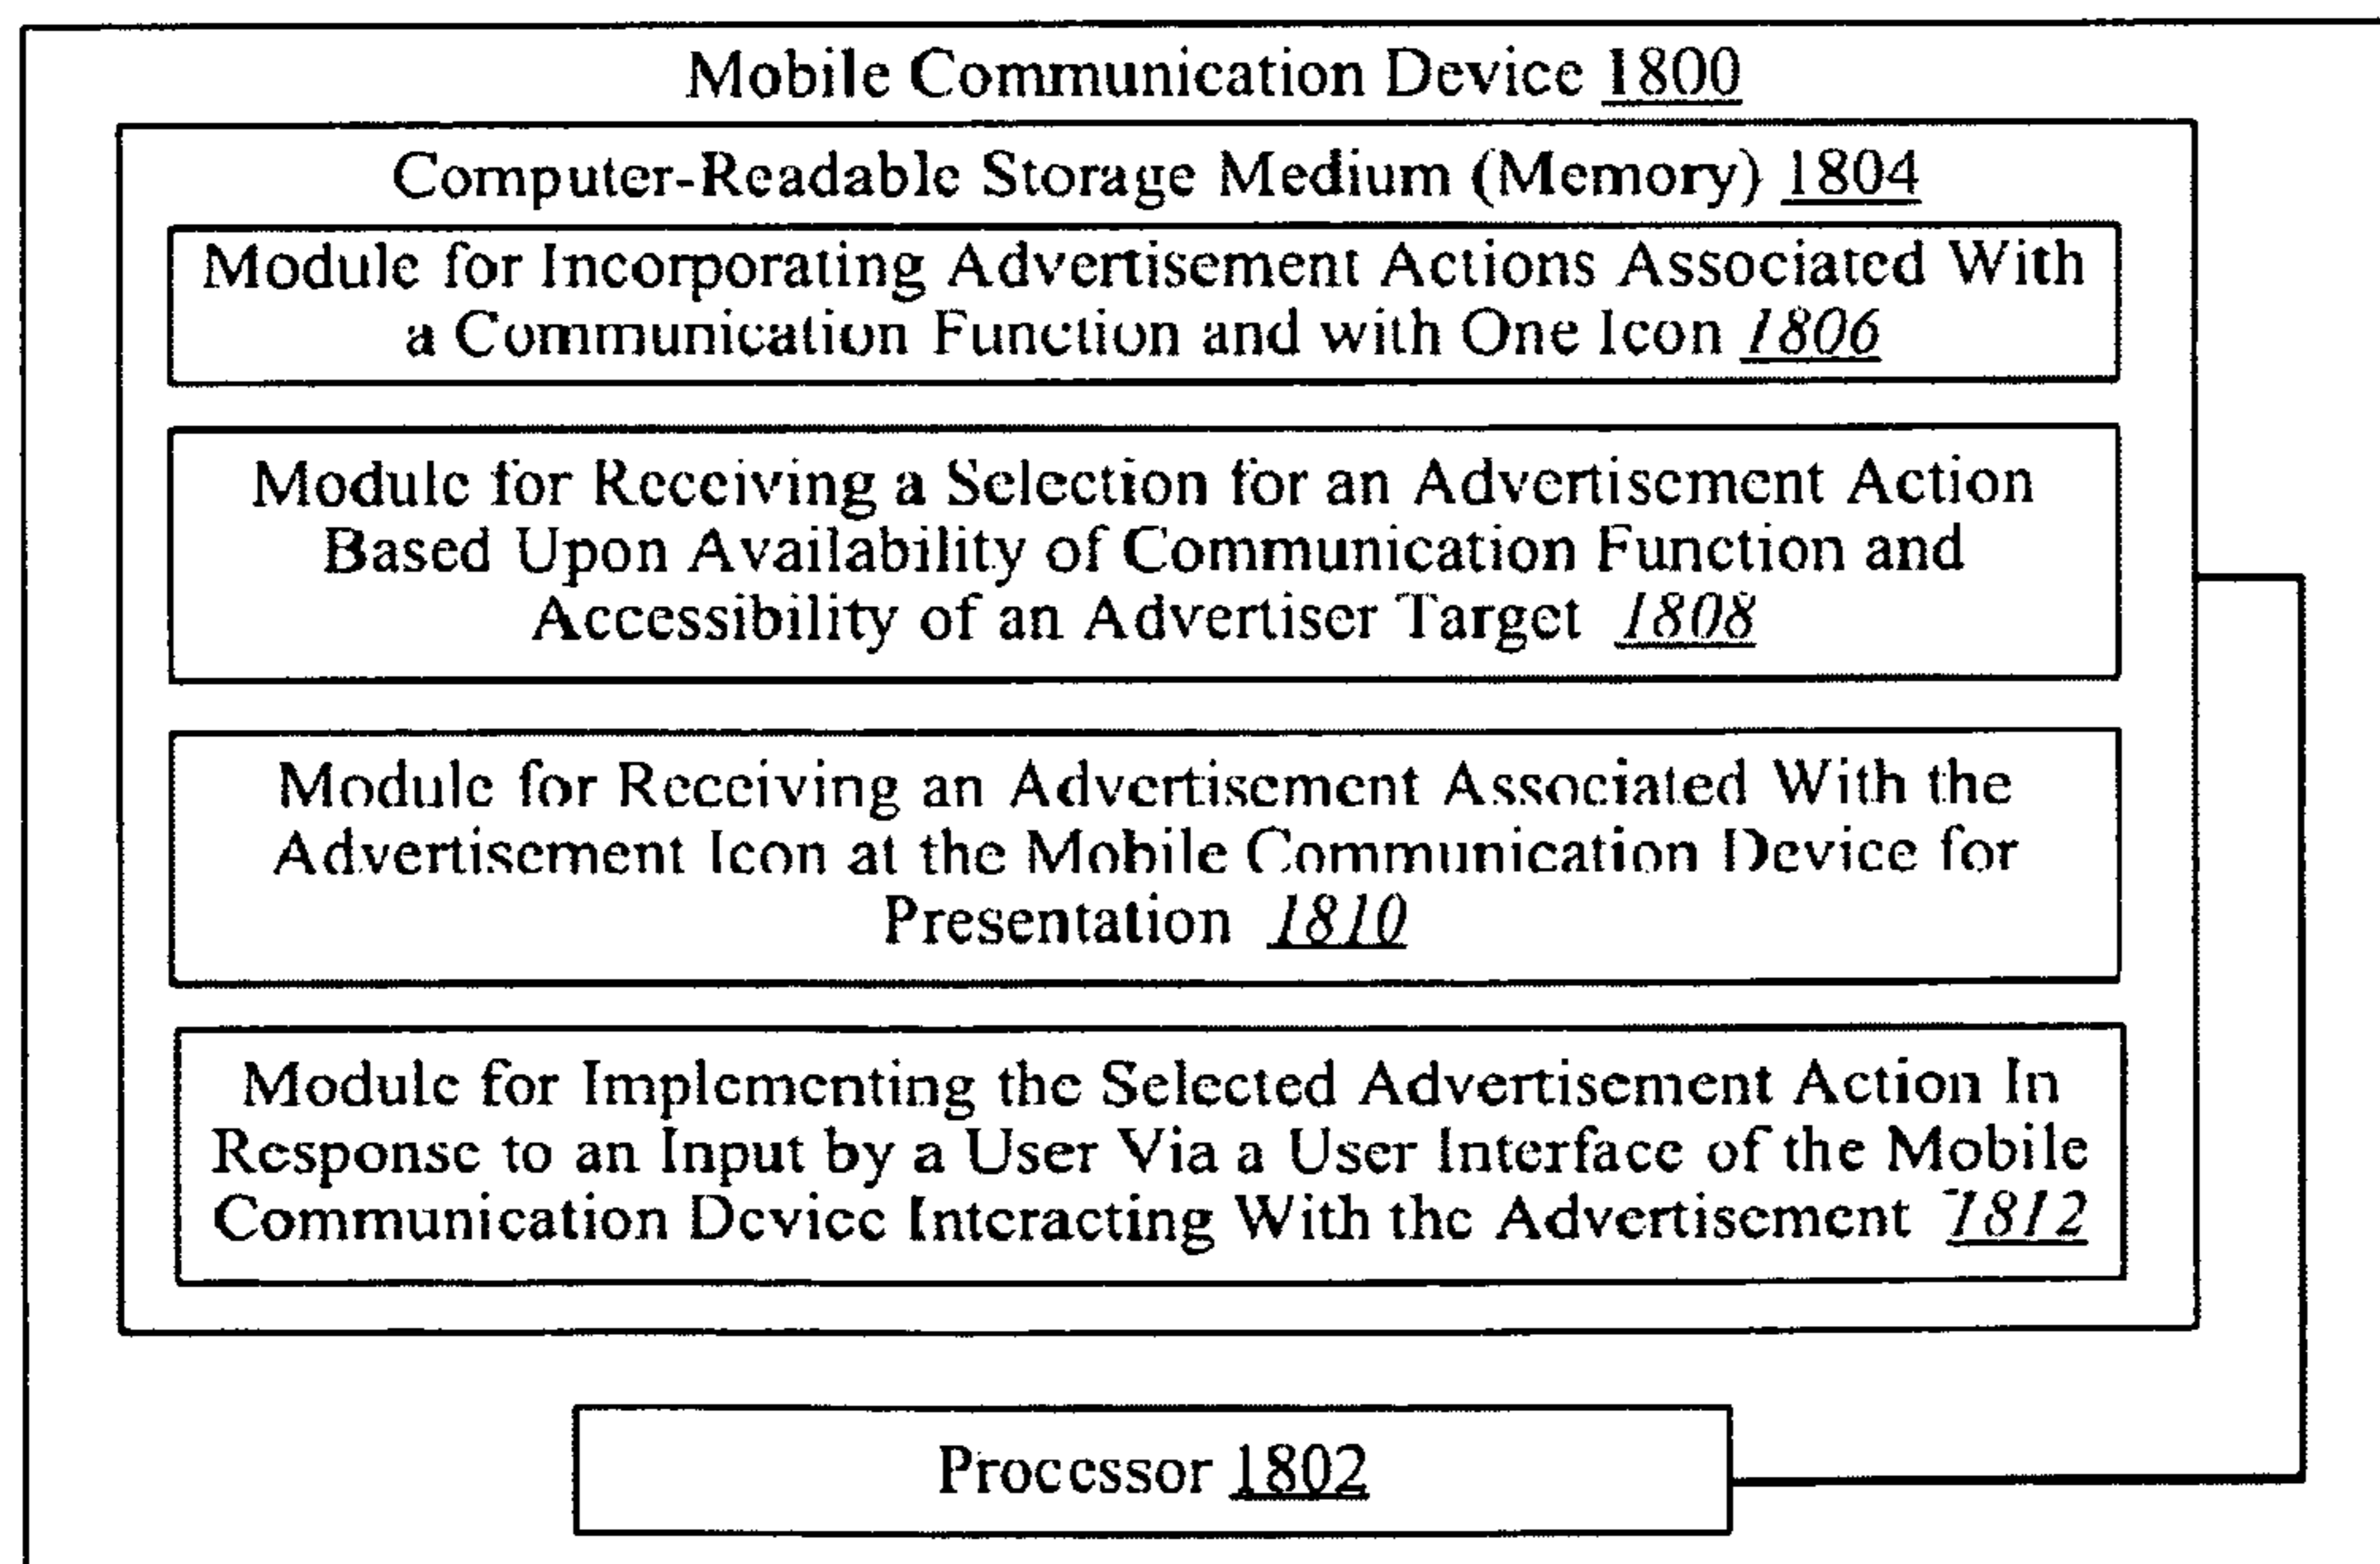 Mobile Communication Device 1800
Computer-Readable Storage Medium (Memory) 1804
Module for Incorporating Advertisement Actions Associated With
a Communication Function and with One Icon 1806
Module for Receiving a Selection for an Advertisement Action
Based Upon Availability of Communication Function and
Accessibility of an Advertiser Target 1808
Module for Receiving an Advertisement Associated With the
Advertisement Icon at the Mobile Communication Device for
Presentation 1810
Module for Implementing the Selected Advertisement Action In
Response to an Input by a User Via a User Interface of the Mobile
Communication Device Interacting With the Advertisement 1812
Processor 1802